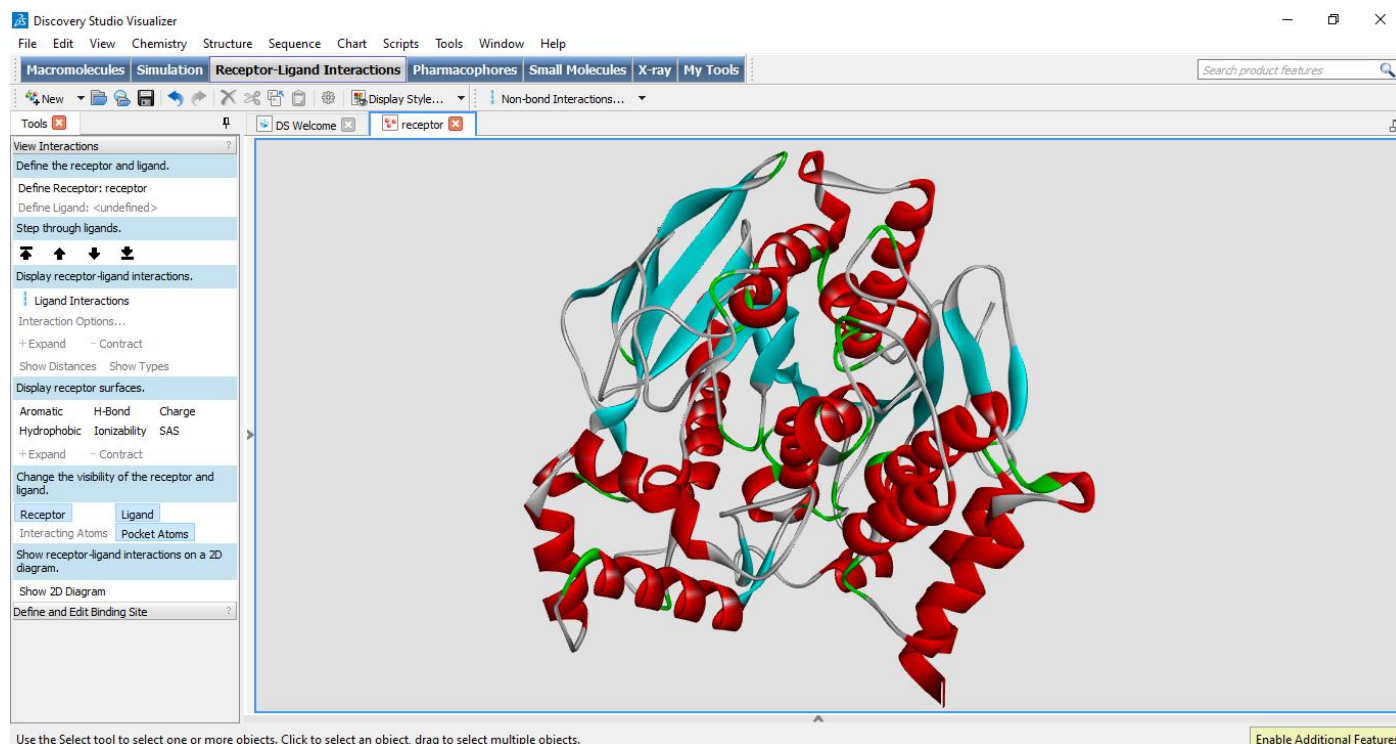 Discovery Studio Visualizer
File Edit View Chemistry Structure Sequence Chart Scripts Tools Window Help
Macromolecules Simulation Receptor-Ligand Interactions Pharmacophores Small Molecules X-ray My Tools
Search product features
New Display Style... Non-bond Interactions...
Tools DS Welcome receptor
View Interactions ?
Define the receptor and ligand.
Define Receptor: receptor
Define Ligand: <undefined>
Step through ligands.
Display receptor-ligand interactions.
Ligand Interactions
Interaction Options...
+ Expand - Contract
Show Distances Show Types
Display receptor surfaces.
Aromatic H-Bond Charge
Hydrophobic Ionizability SAS
+ Expand - Contract
Change the visibility of the receptor and
ligand.
Receptor Ligand
Interacting Atoms Pocket Atoms
Show receptor-ligand interactions on a 2D
diagram.
Show 2D Diagram
Define and Edit Binding Site ?
Use the Select tool to select one or more objects. Click to select an object, drag to select multiple objects.
Enable Additional Features